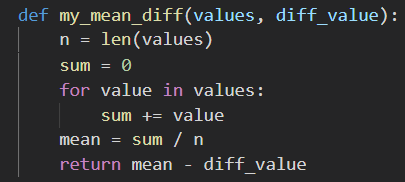 def my_mean_diff(values, diff_value):
    n = len(values)
    sum = 0
    for value in values:
        sum += value
    mean = sum / n
    return mean - diff_value